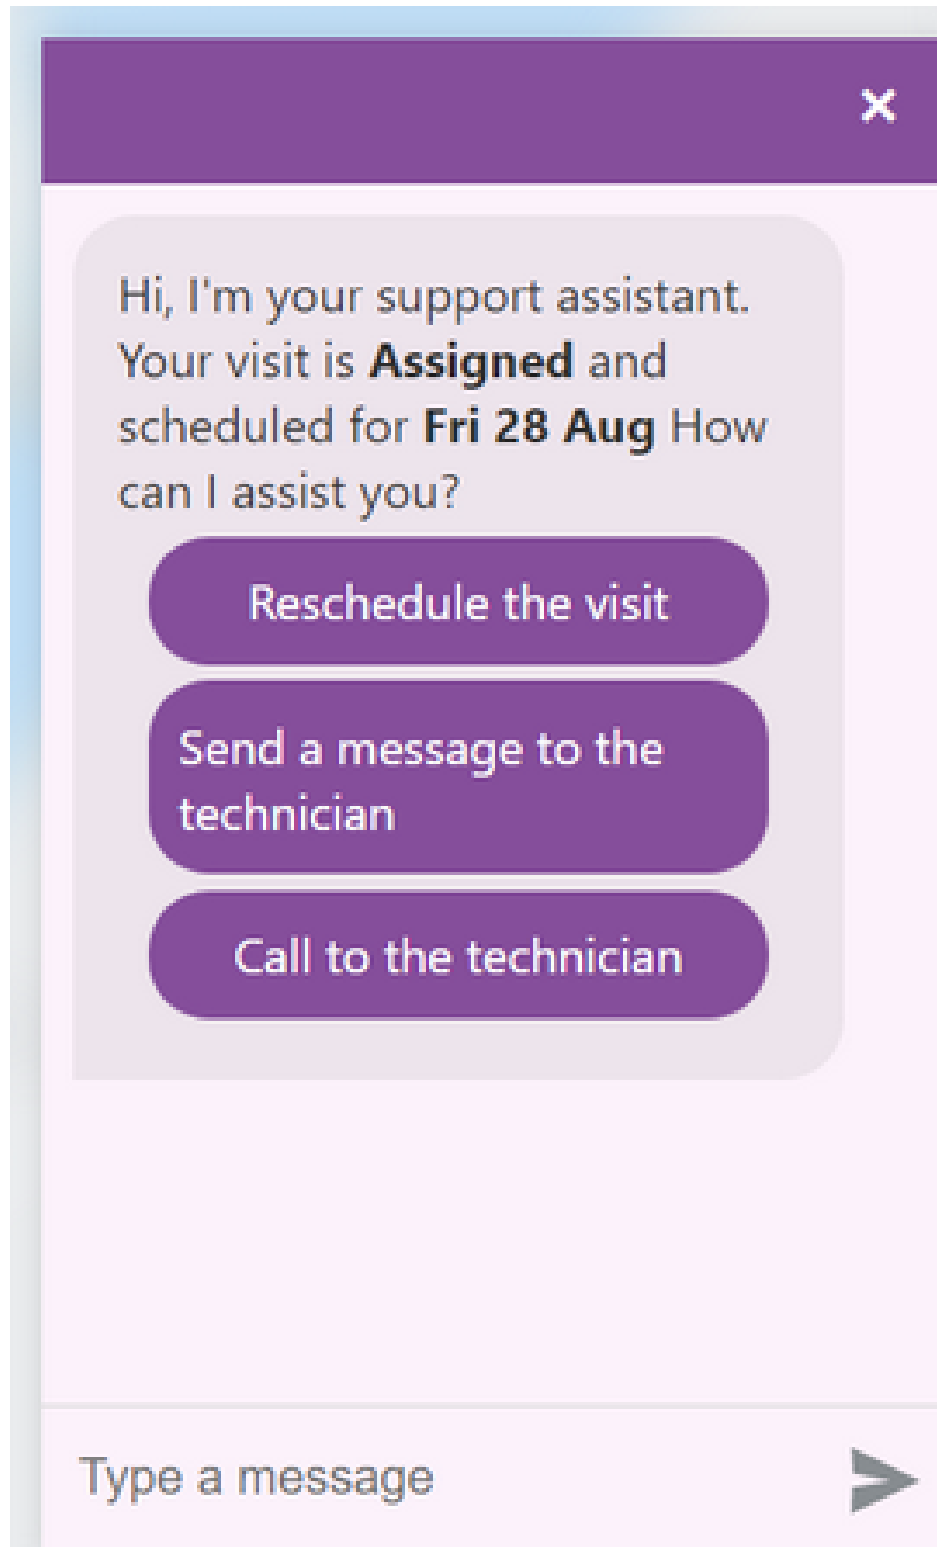 Hi, I'm your support assistant.
Your visit is Assigned and
scheduled for Fri 28 Aug How
can I assist you?
Reschedule the visit
Send a message to the
technician
Call to the technician
Type a message